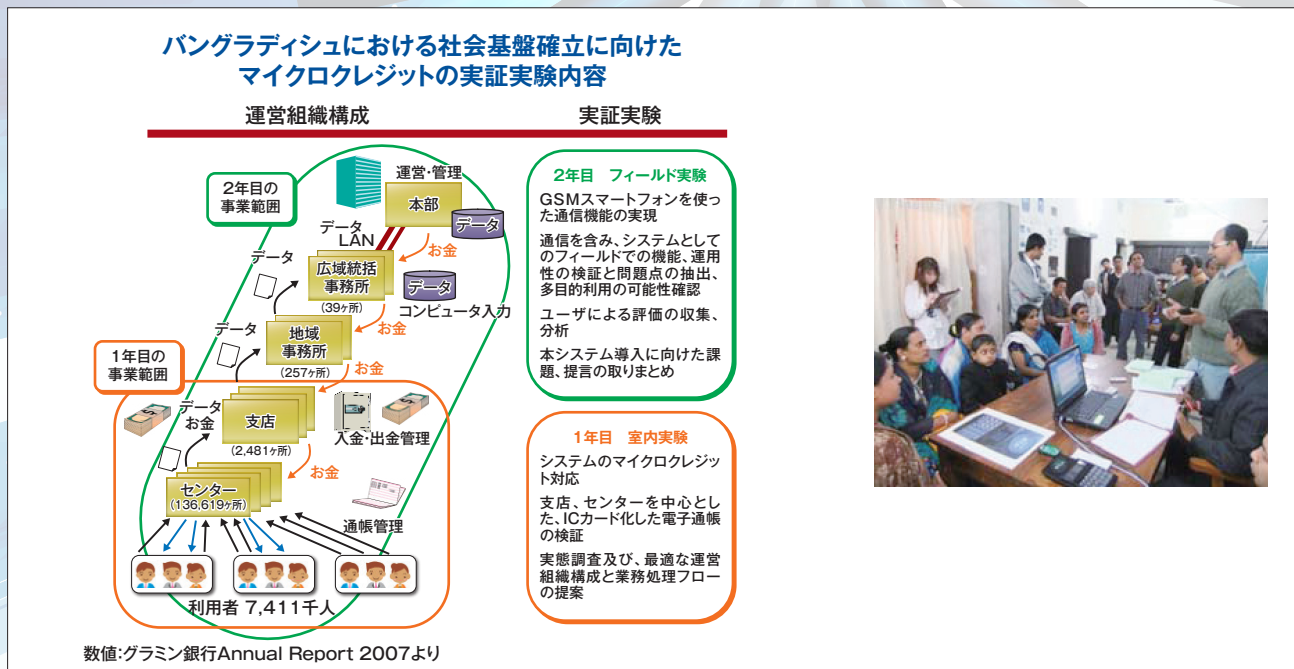 バングラディシュにおける社会基盤確立に向けた
マイクロクレジットの実証実験内容
運営組織構成
実証実験
2年目の
事業範囲
運営・管理
本部
データ
データ
LAN
お金
データ
広域統括
事務所
(39ヶ所)
データ
コンピュータ入力
お金
データ
地域
事務所
(257ヶ所)
お金
1年目の
事業範囲
データ
お金
支店
(2,481ヶ所)
入金・出金管理
お金
センター
(136,619ヶ所)
通帳管理
利用者 7,411千人
数値:グラミン銀行Annual Report 2007より
2年目 フィールド実験
GSMスマートフォンを使っ
た通信機能の実現
通信を含み、システムとして
のフィールドでの機能、運用
性の検証と問題点の抽出、
多目的利用の可能性確認
ユーザによる評価の収集、
分析
本システム導入に向けた課
題、提言の取りまとめ
1年目 室内実験
システムのマイクロクレジッ
ト対応
支店、センターを中心とし
た、ICカード化した電子通帳
の検証
実態調査及び、最適な運営
組織構成と業務処理フロー
の提案